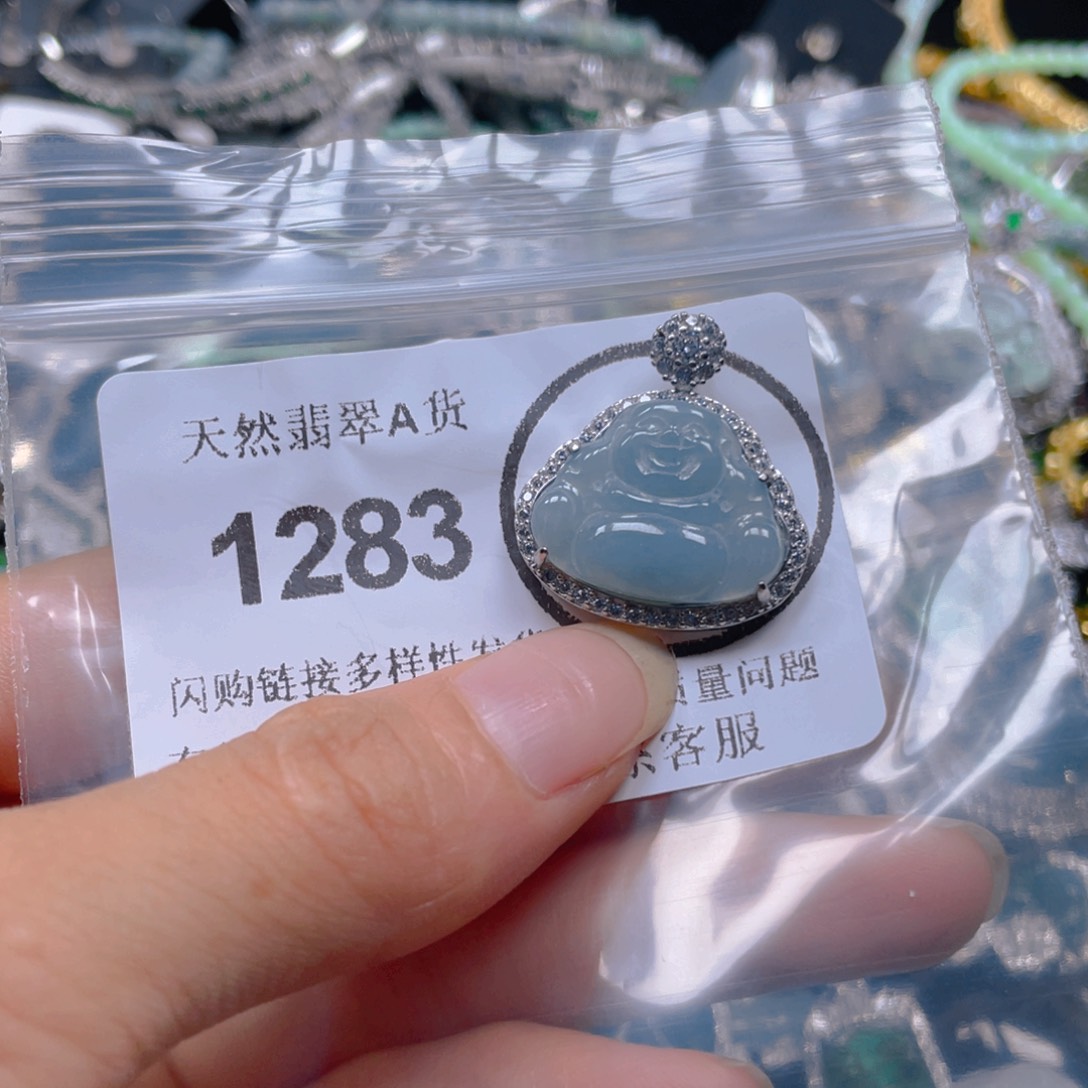 天然翡翠A货
1283
闪购链接多样性发 质量问题
客服